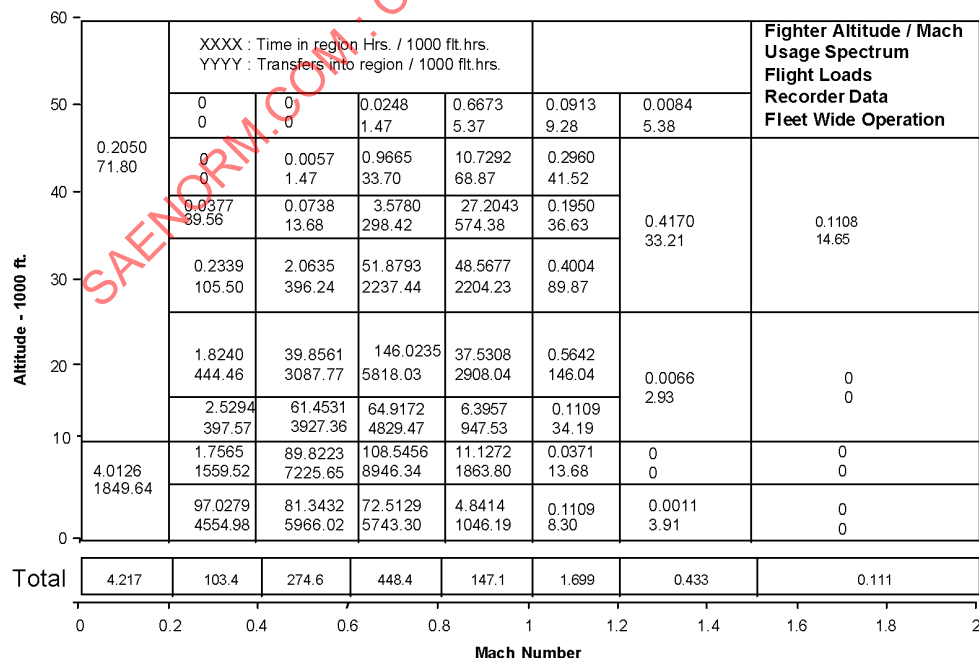 60
XXXX : Time in region Hrs. / 1000 flt.hrs.
YYYY : Transfers into region / 1000 flt.hrs.
Fighter Altitude / Mach
Usage Spectrum
Flight Loads
Recorder Data
Fleet Wide Operation
50
0 0 0.0248 0.6673 0.0913 0.0084
0 0 1.47 5.37 9.28 5.38
0.2050
71.80
0 0.0057 0.9665 10.7292 0.2960
0 1.47 33.70 68.87 41.52
40
0.0377 0.0738 3.5780 27.2043 0.1950
39.56 13.68 298.42 574.38 36.63
0.4170 0.1108
33.21 14.65
30
0.2339 2.0635 51.8793 48.5677 0.4004
105.50 396.24 2237.44 2204.23 89.87
20
1.8240 39.8561 146.0235 37.5308 0.5642
444.46 3087.77 5818.03 2908.04 146.04
0.0066 0
2.93 0
2.5294 61.4531 64.9172 6.3957 0.1109
397.57 3927.36 4829.47 947.53 34.19
10
4.0126
1849.64
1.7565 89.8223 108.5456 11.1272 0.0371 0 0
1559.52 7225.65 8946.34 1863.80 13.68 0 0
97.0279 81.3432 72.5129 4.8414 0.1109 0.0011 0
4554.98 5966.02 5743.30 1046.19 8.30 3.91 0
0
Total 4.217 103.4 274.6 448.4 147.1 1.699 0.433 0.111
0 0.2 0.4 0.6 0.8 1 1.2 1.4 1.6 1.8 2
Mach Number
Altitude - 1000 ft.
SAENORM.COM :